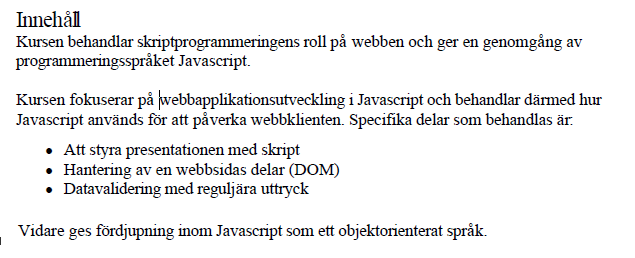 Innehåll
Kursen behandlar skriptprogrammeringens roll på webben och ger en genomgång av
programmeringsspråket Javascript.
Kursen fokuserar på webbapplikationsutveckling i Javascript och behandlar därmed hur
Javascript används för att påverka webbklienten. Specifika delar som behandlas är:
• Att styra presentationen med skript
• Hantering av en webbsidas delar (DOM)
• Datavalidering med reguljära uttryck
Vidare ges fördjupning inom Javascript som ett objektorienterat språk.